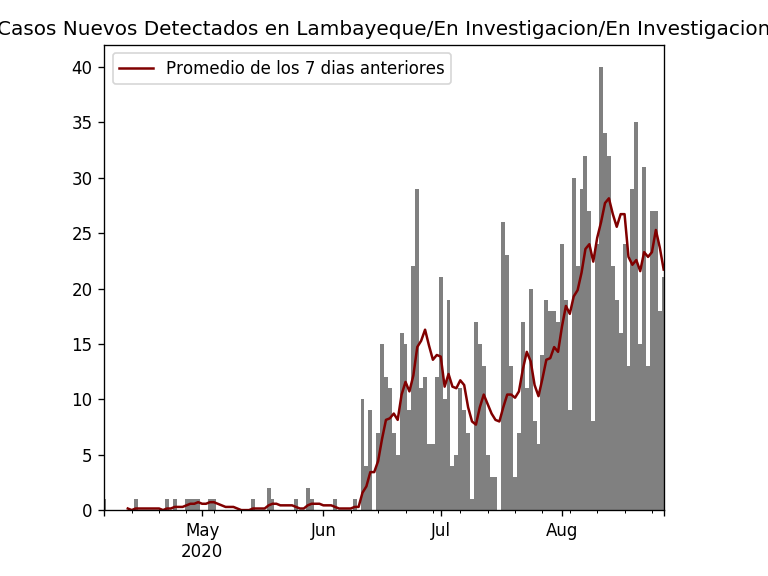 Casos Nuevos Detectados en Lambayeque/En Investigacion/En Investigacion
Promedio de los 7 dias anteriores
40
35
30
25
20
15
10
5
0
May
2020
Jun
Jul
Aug